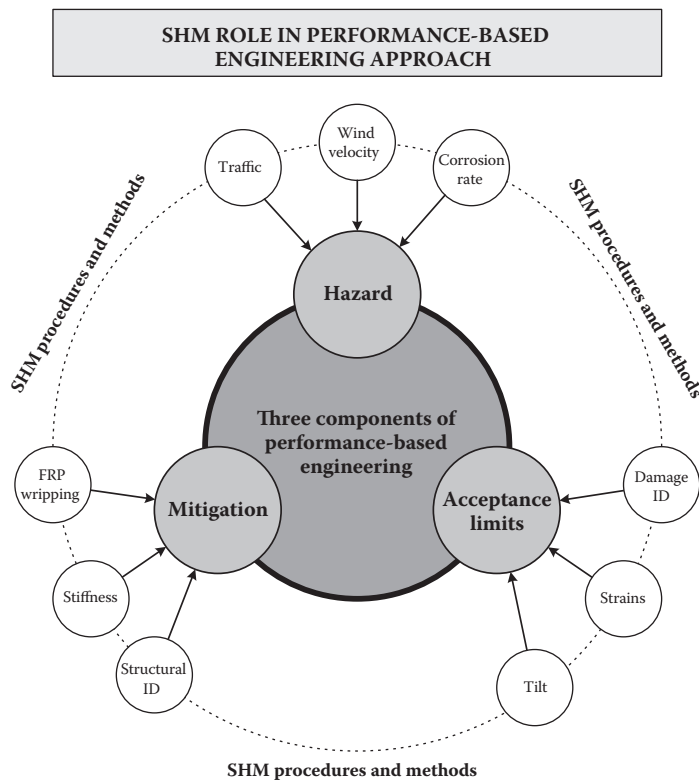 SHM ROLE IN PERFORMANCE-BASED
ENGINEERING APPROACH
Wind
velocity
Traffic
Corrosion
rate
SHM procedures and methods
SHM procedures and methods
Hazard
Three components of
performance-based
engineering
FRP
wripping
Mitigation
Acceptance
limits
Damage
ID
Stiffness
Strains
Structural
ID
Tilt
SHM procedures and methods